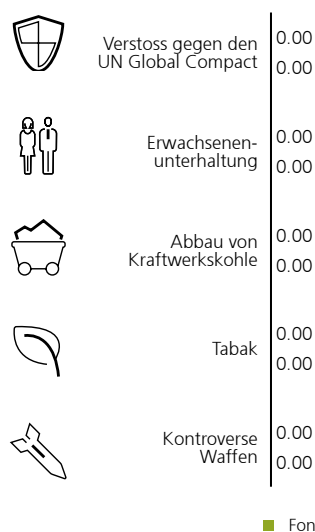 Verstoss gegen den
UN Global Compact
0.00
0.00
Erwachsenen-
unterhaltung
0.00
0.00
Abbau von
Kraftwerkskohle
0.00
0.00
Tabak
0.00
0.00
Kontroverse
Waffen
0.00
0.00
Fon